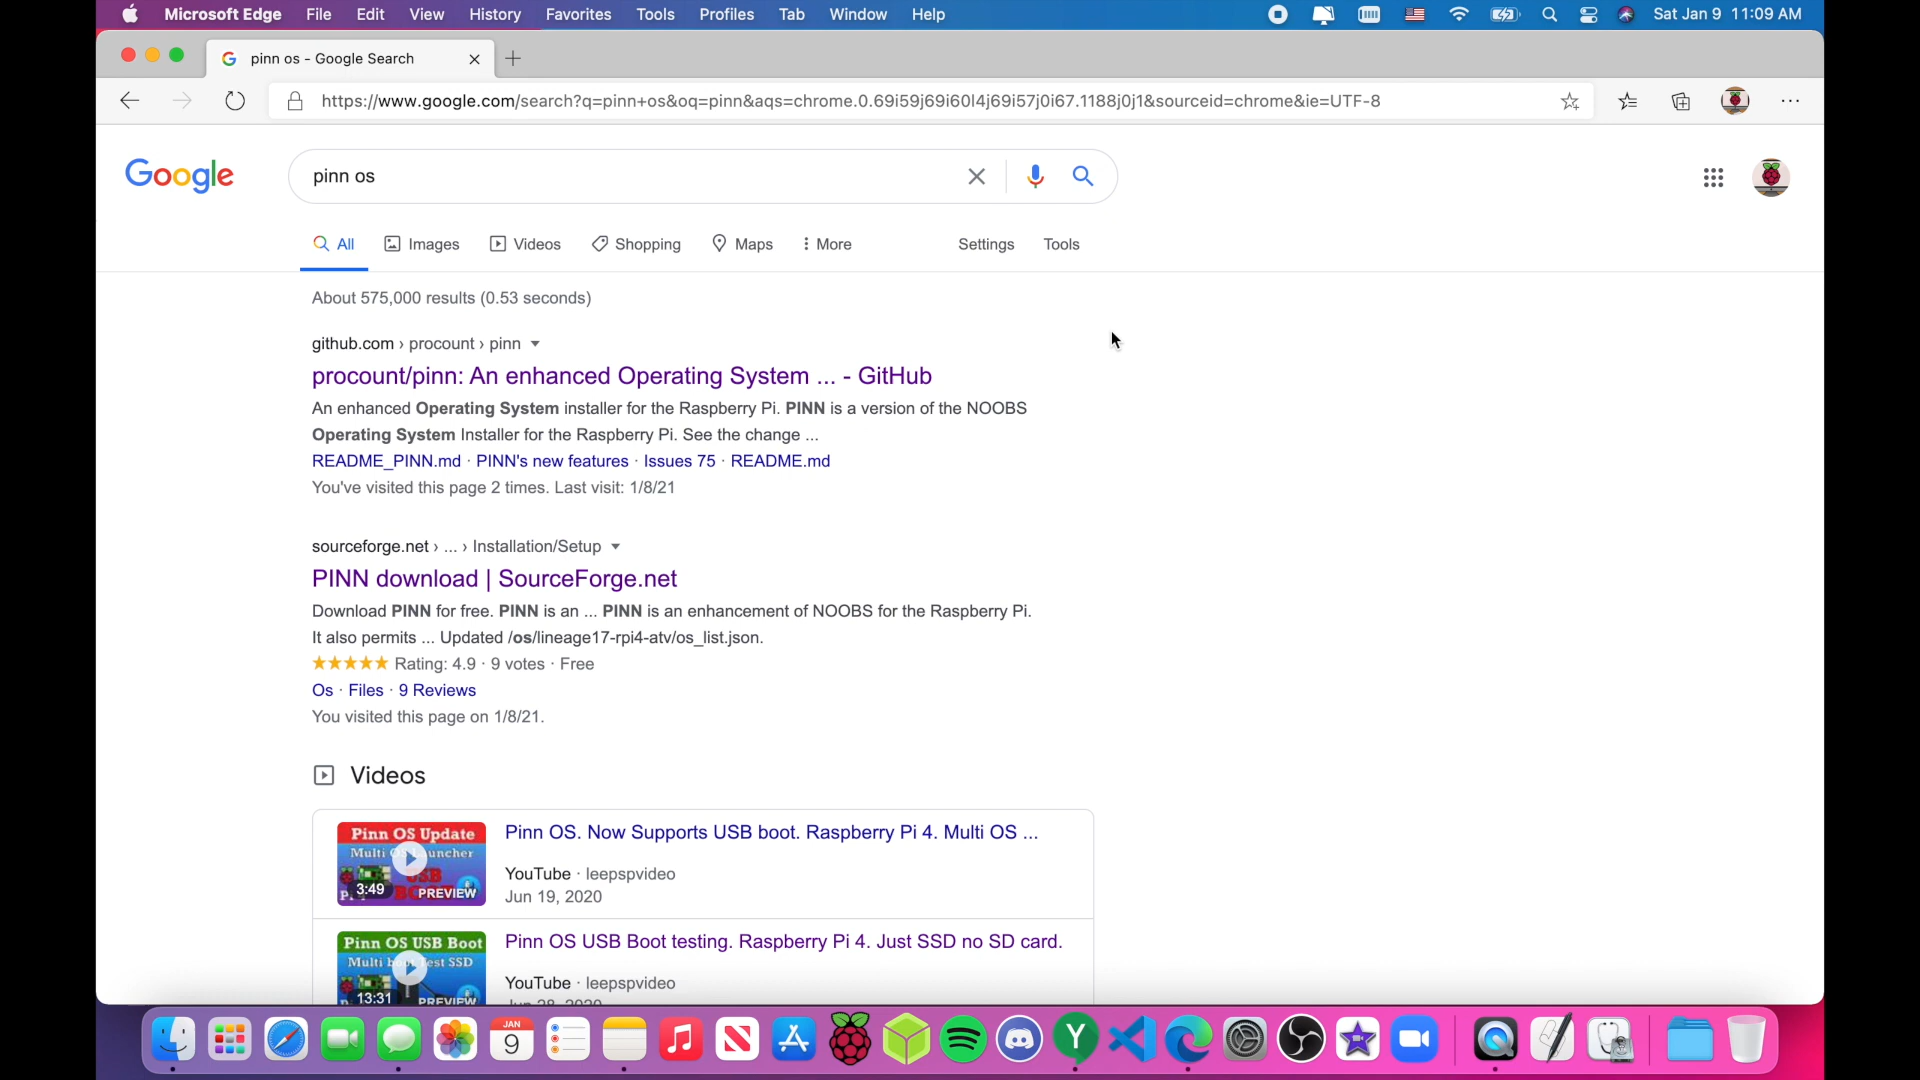 Microsoft Edge File Edit View History Favorites Tools Profiles Tab Window Help Sat Jan 9 11:09 AM
pinn os - Google Search
https://www.google.com/search?q=pinn+os&oq=pinn&aqs=chrome.0.69i59j69i60l4j69i57j0i67.1188j0j1&sourceid=chrome&ie=UTF-8
Google
pinn os
All Images Videos Shopping Maps More Settings Tools
About 575,000 results (0.53 seconds)
github.com › procount › pinn
procount/pinn: An enhanced Operating System ... - GitHub
An enhanced Operating System installer for the Raspberry Pi. PINN is a version of the NOOBS
Operating System Installer for the Raspberry Pi. See the change ...
README_PINN.md · PINN's new features · Issues 75 · README.md
You've visited this page 2 times. Last visit: 1/8/21
sourceforge.net › ... › Installation/Setup
PINN download | SourceForge.net
Download PINN for free. PINN is an ... PINN is an enhancement of NOOBS for the Raspberry Pi.
It also permits ... Updated /os/lineage17-rpi4-atv/os_list.json.
Rating: 4.9 · 9 votes · Free
Os · Files · 9 Reviews
You visited this page on 1/8/21.
Videos
Pinn OS Update
Multi
USB
3:49
PREVIEW
Pinn OS. Now Supports USB boot. Raspberry Pi 4. Multi OS ...
YouTube · leepspvideo
Jun 19, 2020
Pinn OS USB Boot
Multi
SSD
13:31
PREVIEW
Pinn OS USB Boot testing. Raspberry Pi 4. Just SSD no SD card.
YouTube · leepspvideo
Jun 28, 2020
JAN
9
Y